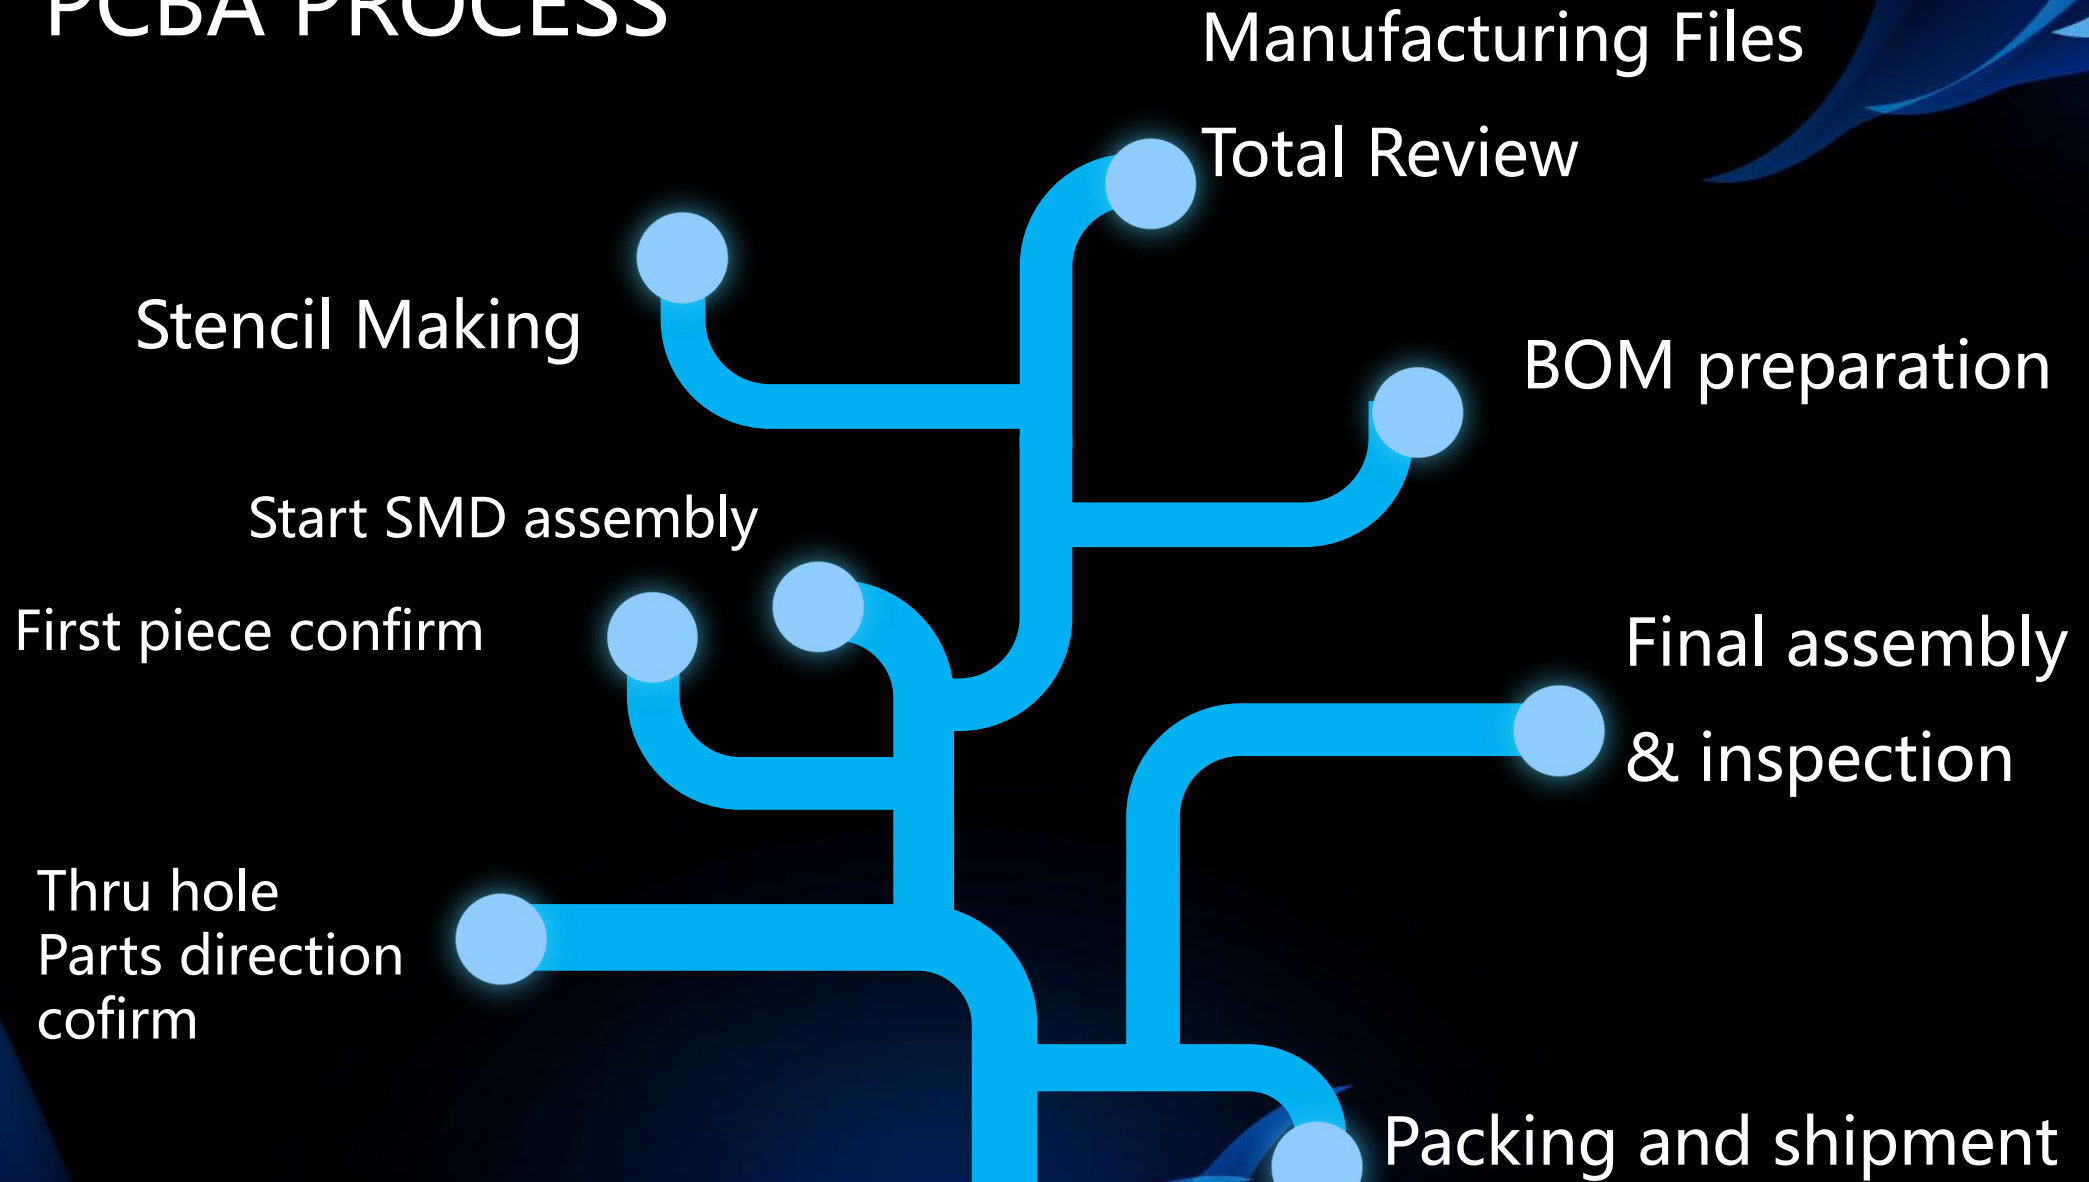 PCBA PROCESS
Manufacturing Files
Total Review
Stencil Making
BOM preparation
Start SMD assembly
First piece confirm
Final assembly
& inspection
Thru hole
Parts direction
cofirm
Packing and shipment